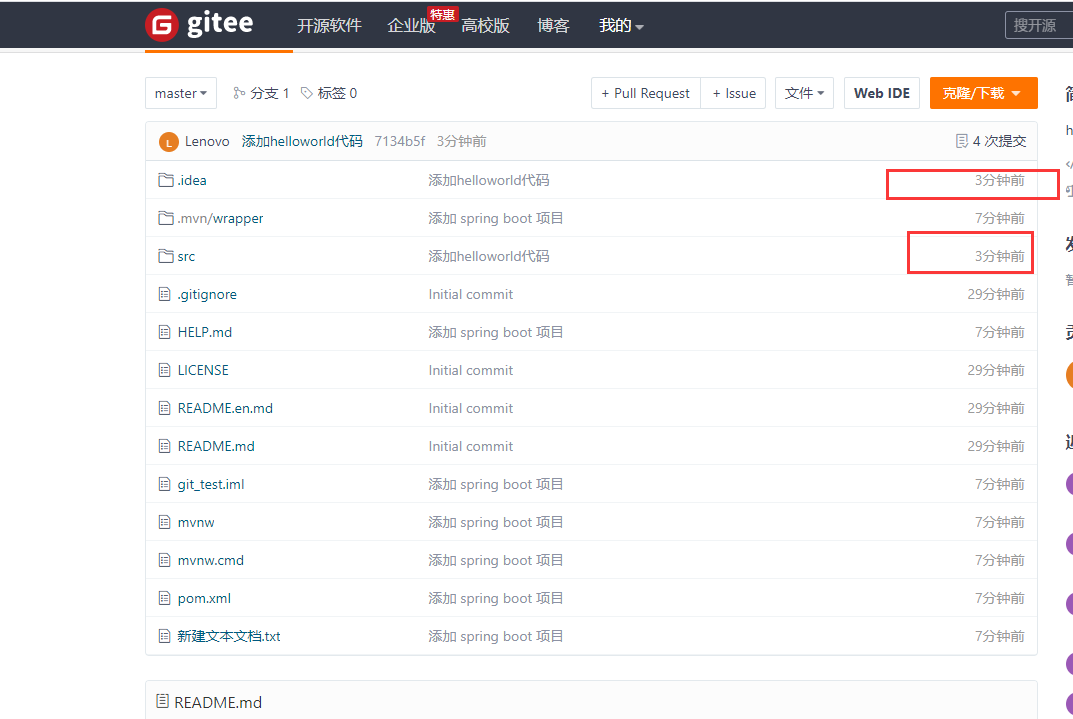 gitee 开源软件 企业版 特惠 高校版 博客 我的 搜开源
master 分支 1 标签 0 + Pull Request + Issue 文件 Web IDE 克隆/下载
L Lenovo 添加helloworld代码 7134b5f 3分钟前 4 次提交
.idea 添加helloworld代码 3分钟前
.mvn/wrapper 添加 spring boot 项目 7分钟前
src 添加helloworld代码 3分钟前
.gitignore Initial commit 29分钟前
HELP.md 添加 spring boot 项目 7分钟前
LICENSE Initial commit 29分钟前
README.en.md Initial commit 29分钟前
README.md Initial commit 29分钟前
git_test.iml 添加 spring boot 项目 7分钟前
mvnw 添加 spring boot 项目 7分钟前
mvnw.cmd 添加 spring boot 项目 7分钟前
pom.xml 添加 spring boot 项目 7分钟前
新建文本文档.txt 添加 spring boot 项目 7分钟前
README.md